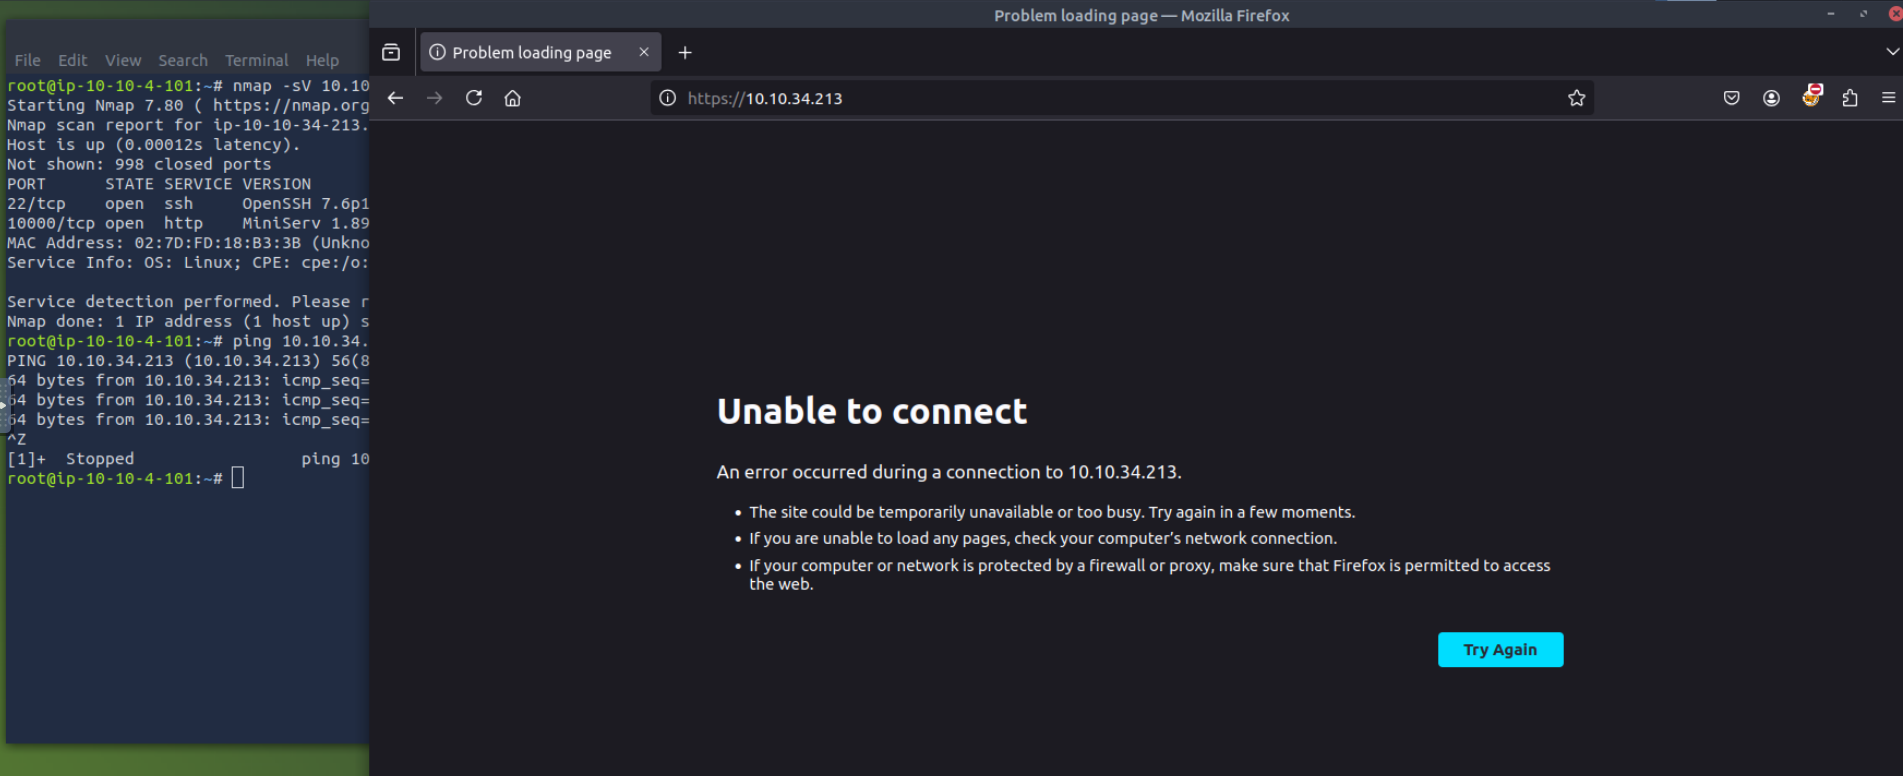 Problem loading page — Mozilla Firefox
File Edit View Search Terminal Help
root@ip-10-10-4-101:~# nmap -sV 10.10
Starting Nmap 7.80 ( https://nmap.org
Nmap scan report for ip-10-10-34-213.
Host is up (0.00012s latency).
Not shown: 998 closed ports
PORT STATE SERVICE VERSION
22/tcp open ssh OpenSSH 7.6p1
10000/tcp open http MiniServ 1.89
MAC Address: 02:7D:FD:18:B3:3B (Unkno
Service Info: OS: Linux; CPE: cpe:/o:
Service detection performed. Please r
Nmap done: 1 IP address (1 host up) s
root@ip-10-10-4-101:~# ping 10.10.34.
PING 10.10.34.213 (10.10.34.213) 56(8
64 bytes from 10.10.34.213: icmp_seq=
64 bytes from 10.10.34.213: icmp_seq=
64 bytes from 10.10.34.213: icmp_seq=
^Z
[1]+ Stopped ping 10
root@ip-10-10-4-101:~#
Problem loading page
https://10.10.34.213
Unable to connect
An error occurred during a connection to 10.10.34.213.
• The site could be temporarily unavailable or too busy. Try again in a few moments.
• If you are unable to load any pages, check your computer’s network connection.
• If your computer or network is protected by a firewall or proxy, make sure that Firefox is permitted to access
the web.
Try Again